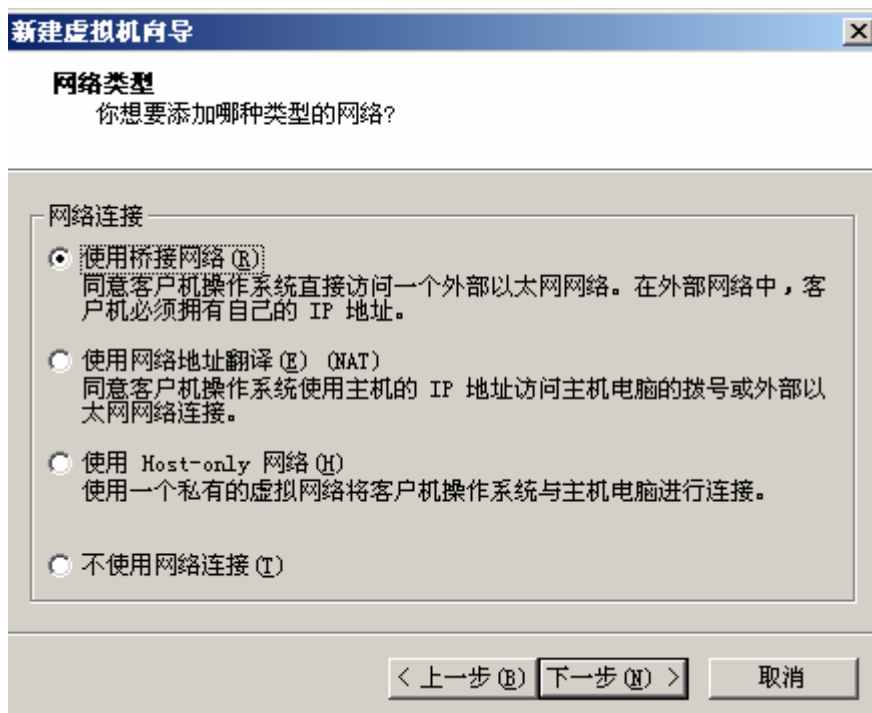 新建虚拟机向导
网络类型
你想要添加哪种类型的网络?
网络连接
使用桥接网络(R)
同意客户机操作系统直接访问一个外部以太网网络。在外部网络中,客
户机必须拥有自己的 IP 地址。
使用网络地址翻译(E) (NAT)
同意客户机操作系统使用主机的 IP 地址访问主机电脑的拨号或外部以
太网网络连接。
使用 Host-only 网络(H)
使用一个私有的虚拟网络将客户机操作系统与主机电脑进行连接。
不使用网络连接(T)
< 上一步(B) 下一步(N) > 取消